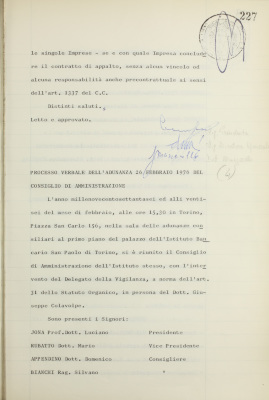 227
le singole Imprese - se e con quale Impresa conclude
re il contratto di appalto, senza alcun vincolo ed
alcuna responsabilità anche precontrattuale ai sensi
dell'art. 1337 del C.C.
Distinti saluti.
Letto e approvato.
PROCESSO VERBALE DELL'ADUNANZA 26 FEBBRAIO 1976 DEL
CONSIGLIO DI AMMINISTRAZIONE
L'anno millenovecentosettantasei ed alli venti-
sei del mese di febbraio, alle ore 15,30 in Torino,
Piazza San Carlo 156, nella sala delle adunanze con
siliari al primo piano del palazzo dell'Istituto Ban
cario San Paolo di Torino, si è riunito il Consiglio
di Amministrazione dell'Istituto stesso, con l'inter
vento del Delegato della Vigilanza, a norma dell'art.
31 dello Statuto Organico, in persona del Dott. Giu-
seppe Colavolpe.
Sono presenti i Signori:
JONA Prof. Dott. Luciano Presidente
ROBATTO Dott. Mario Vice Presidente
APPENDINO Dott. Domenico Consigliere
BIANCHI Rag. Silvano "